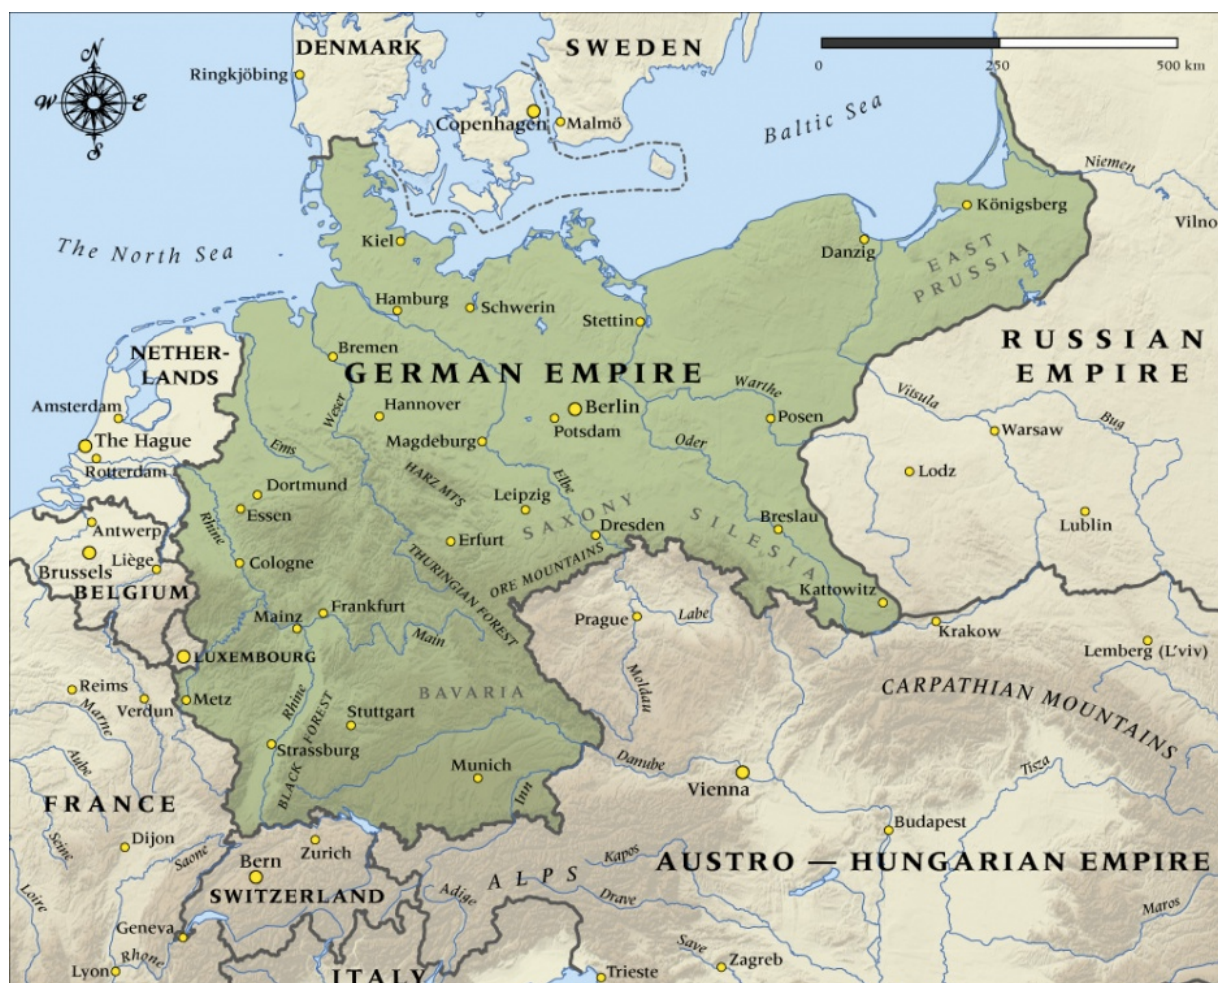 N
W
E
S
DENMARK
SWEDEN
Ringkjöbing
Copenhagen
Malmö
Baltic Sea
0
250
500 km
Niemen
Vilno
Königsberg
The North Sea
Kiel
Danzig
EAST
PRUSSIA
Hamburg
Schwerin
Stettin
NETHER-
LANDS
Bremen
GERMAN EMPIRE
RUSSIAN
EMPIRE
Amsterdam
Weser
Hannover
Berlin
Warthe
Vitsula
The Hague
Magdeburg
Potsdam
Posen
Bug
Rotterdam
Ems
Oder
Warsaw
Dortmund
HARZ MTS
Elbe
Lodz
Essen
Leipzig
SAXONY
SILESIA
Breslau
Lublin
Antwerp
Rhine
Dresden
Erfurt
Liège
Brussels
Cologne
THURINGIAN FOREST
ORE MOUNTAINS
BELGIUM
Kattowitz
Mainz
Frankfurt
Prague
Labe
Krakow
Main
Lemberg (L'viv)
LUXEMBOURG
Moldau
CARPATHIAN MOUNTAINS
Reims
Verdun
Metz
Rhine
BAVARIA
Marne
Stuttgart
BLACK FOREST
Strassburg
Aube
Munich
Danube
Tisza
Inn
Vienna
FRANCE
Budapest
Dijon
Seine
Saone
Zurich
Bern
Kapos
AUSTRO — HUNGARIAN EMPIRE
SWITZERLAND
Adige
ALPS
Drave
Loire
Maros
Geneva
Rhone
Save
Zagreb
Lyon
ITALY
Trieste